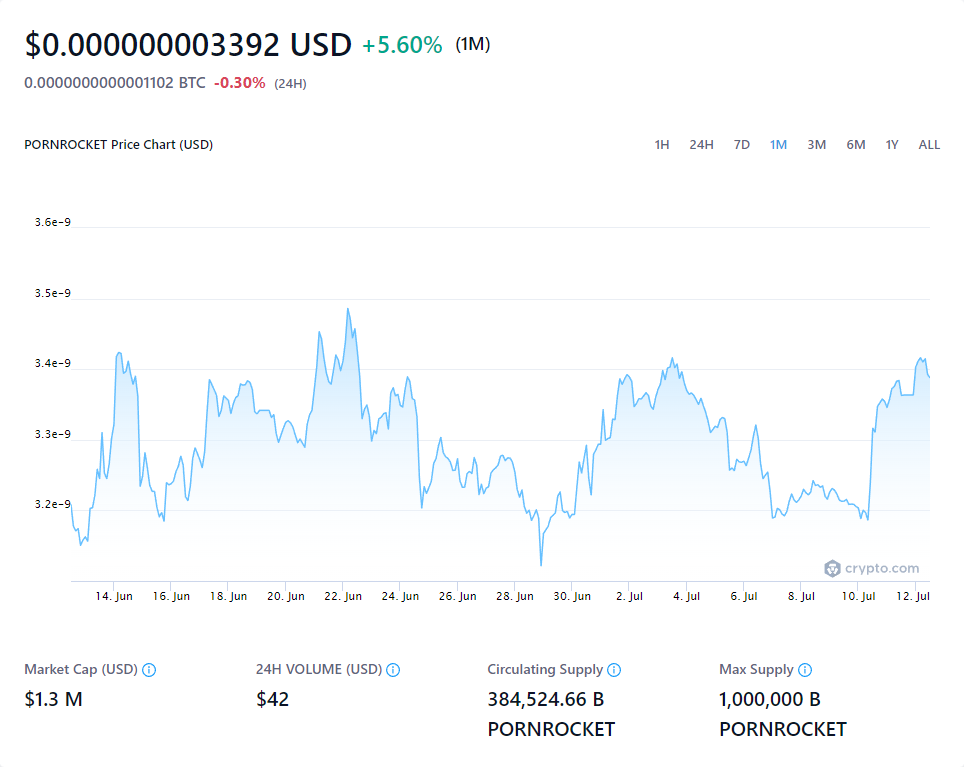 $0.000000003392 USD +5.60% (1M)
0.0000000000001102 BTC -0.30% (24H)
PORNROCKET Price Chart (USD) 1H 24H 7D 1M 3M 6M 1Y ALL
3.6e-9
3.5e-9
3.4e-9
3.3e-9
3.2e-9
crypto.com
14. Jun 16. Jun 18. Jun 20. Jun 22. Jun 24. Jun 26. Jun 28. Jun 30. Jun 2. Jul 4. Jul 6. Jul 8. Jul 10. Jul 12. Jul
Market Cap (USD) 24H VOLUME (USD) Circulating Supply Max Supply
$1.3 M $42 384,524.66 B 1,000,000 B
PORNROCKET PORNROCKET